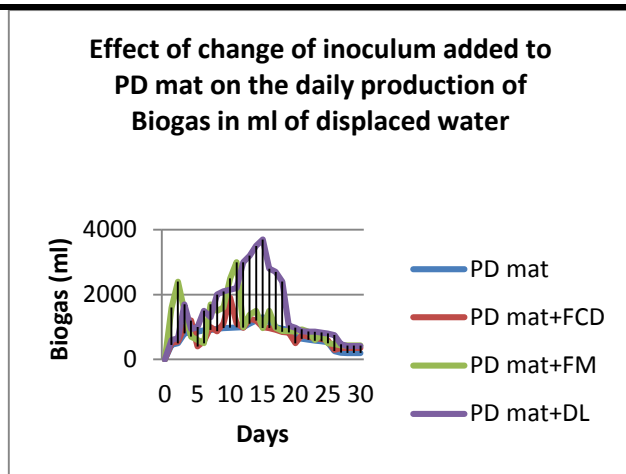 Effect of change of inoculum added to
PD mat on the daily production of
Biogas in ml of displaced water
Biogas (ml)
4000
2000
0
0 5 10 15 20 25 30
Days
PD mat
PD mat+FCD
PD mat+FM
PD mat+DL